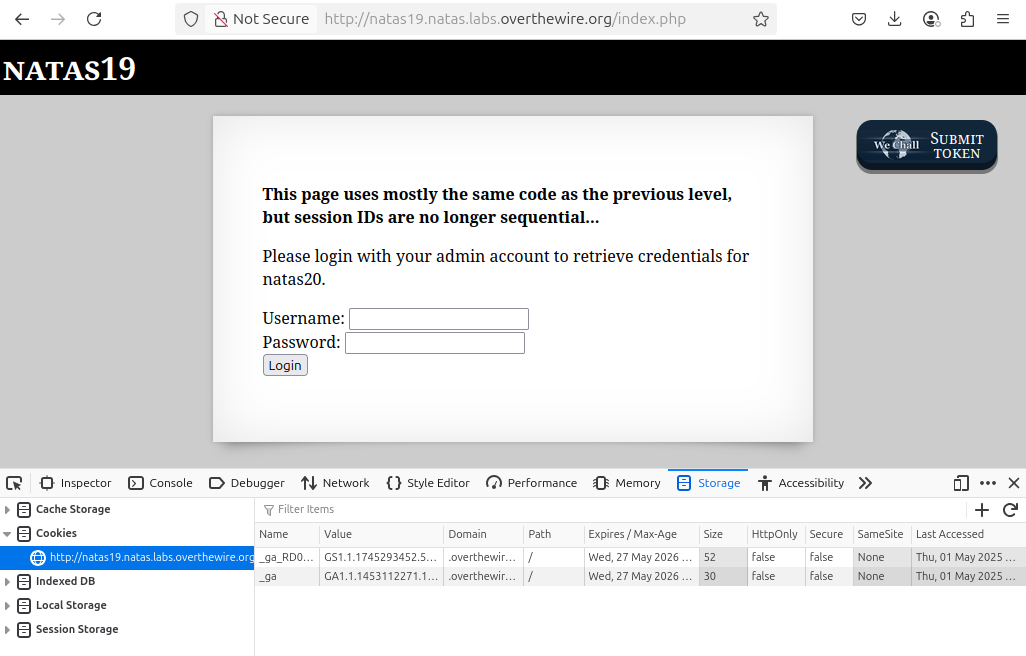 Not Secure http://natas19.natas.labs.overthewire.org/index.php
NATAS19
We Chall SUBMIT TOKEN
This page uses mostly the same code as the previous level,
but session IDs are no longer sequential...
Please login with your admin account to retrieve credentials for
natas20.
Username:
Password:
Login
Inspector Console Debugger Network Style Editor Performance Memory Storage Accessibility
Cache Storage
Cookies
http://natas19.natas.labs.overthewire.org
Indexed DB
Local Storage
Session Storage
Filter Items
Name Value Domain Path Expires / Max-Age Size HttpOnly Secure SameSite Last Accessed
_ga_RD0... GS1.1.1745293452.5... .overthewir... / Wed, 27 May 2026 ... 52 false false None Thu, 01 May 2025 ...
_ga GA1.1.1453112271.1... .overthewir... / Wed, 27 May 2026 ... 30 false false None Thu, 01 May 2025 ...